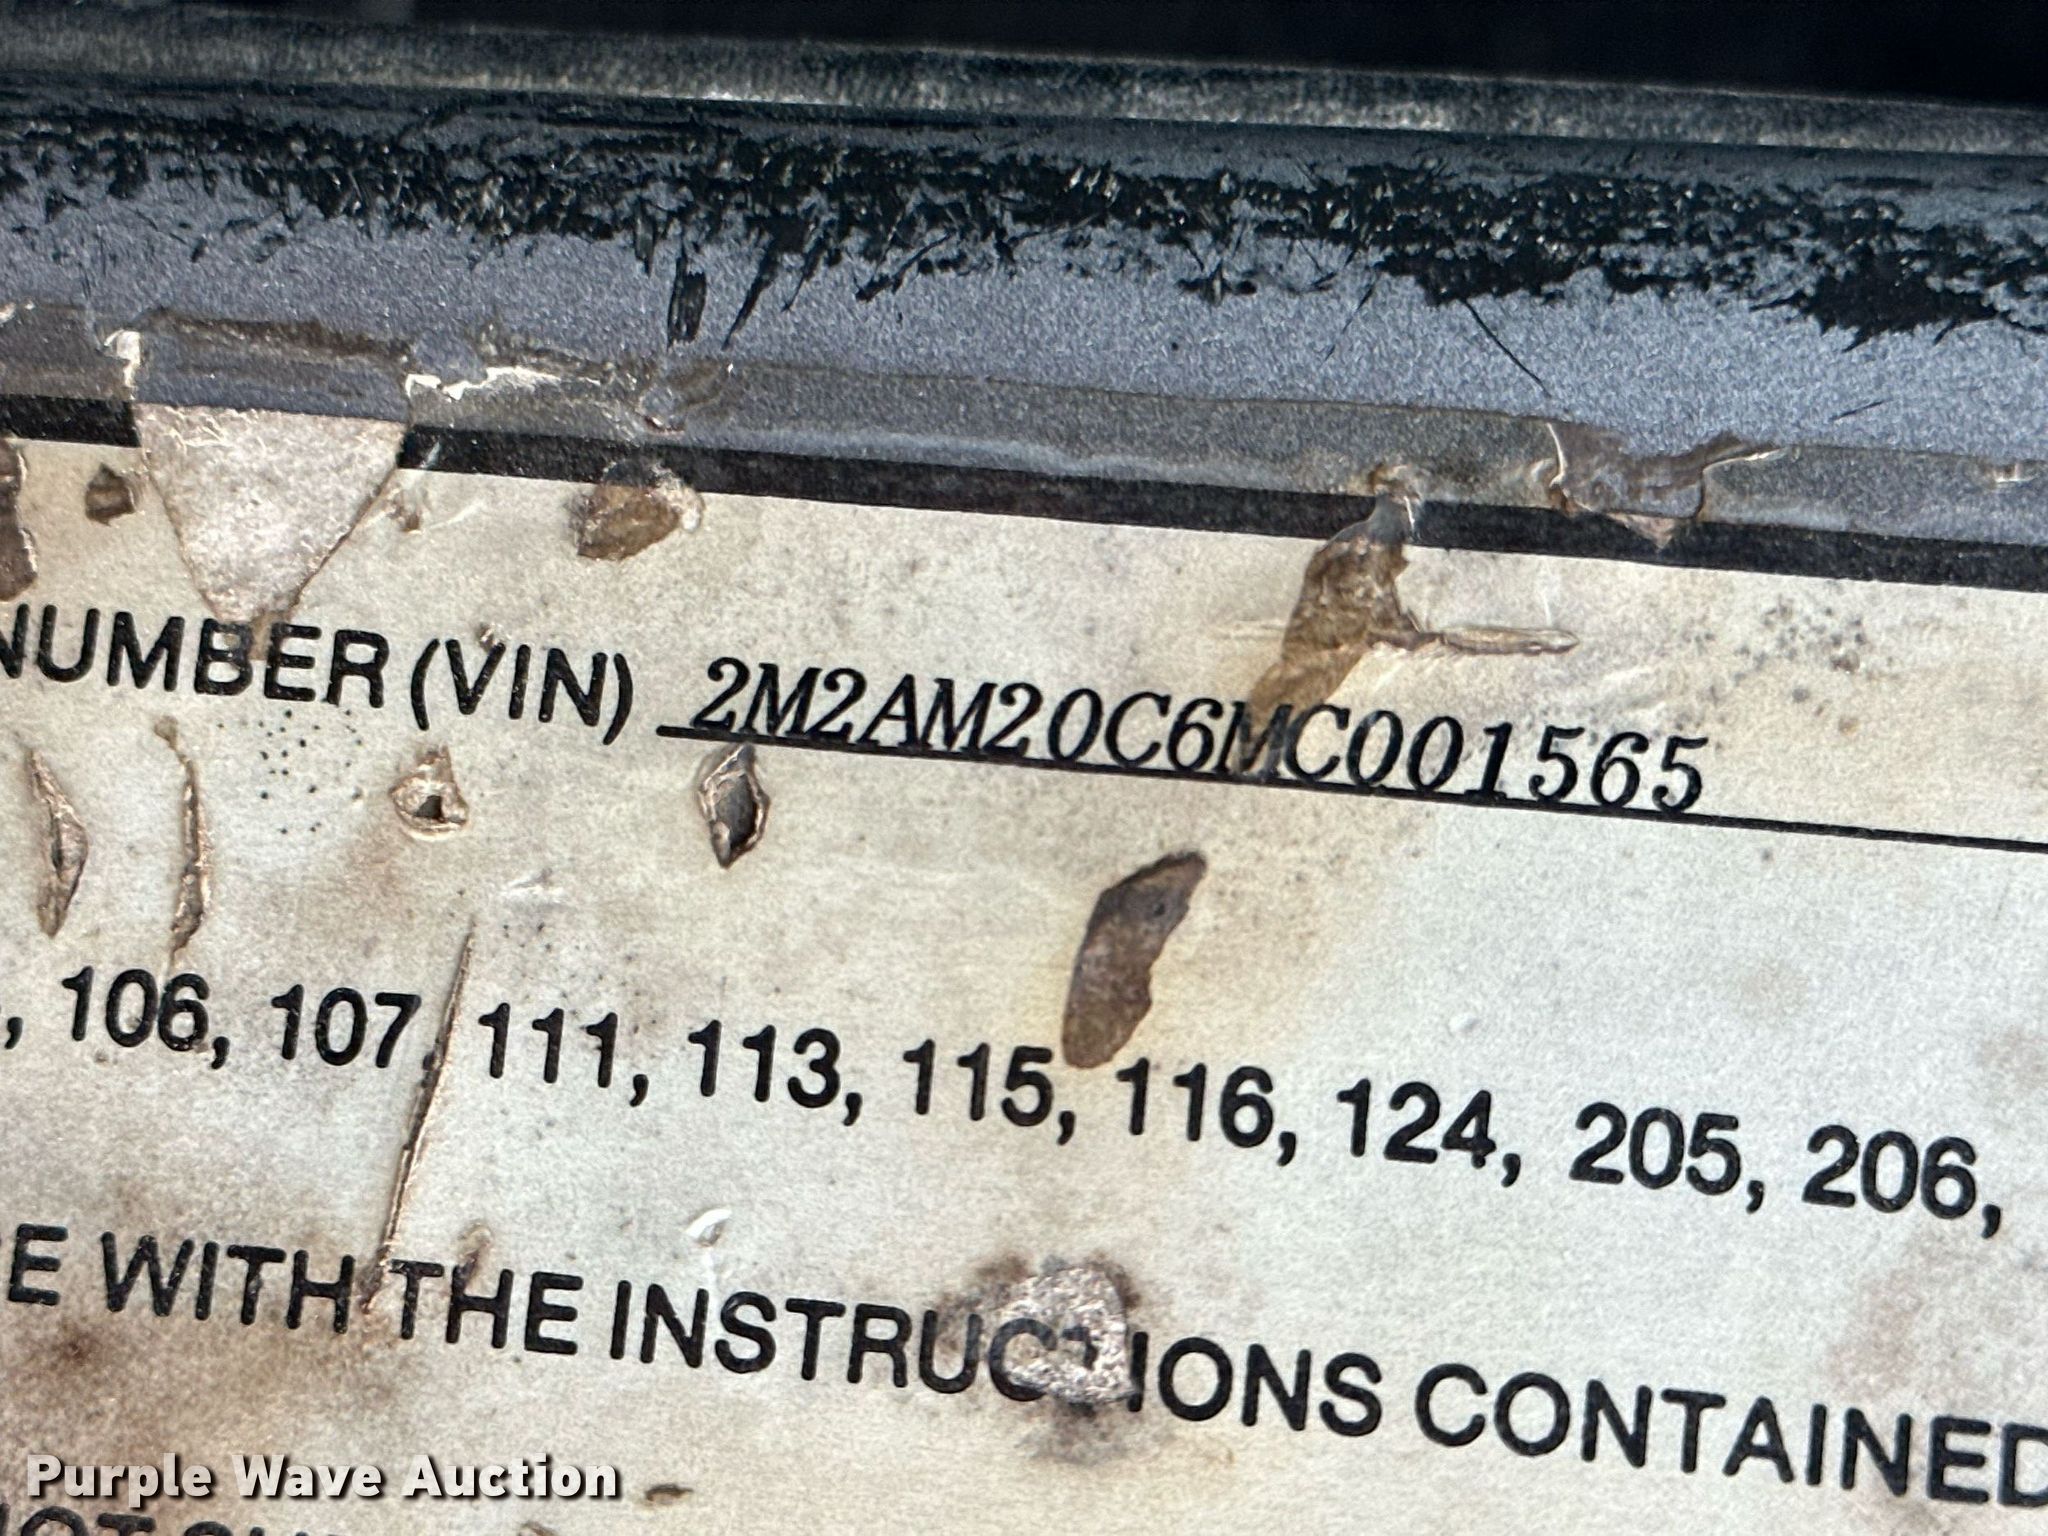 NUMBER (VIN) 2M2AM20C6MC001565
, 106, 107, 111, 113, 115, 116, 124, 205, 206,
E WITH THE INSTRUCTIONS CONTAINED
Purple Wave Auction